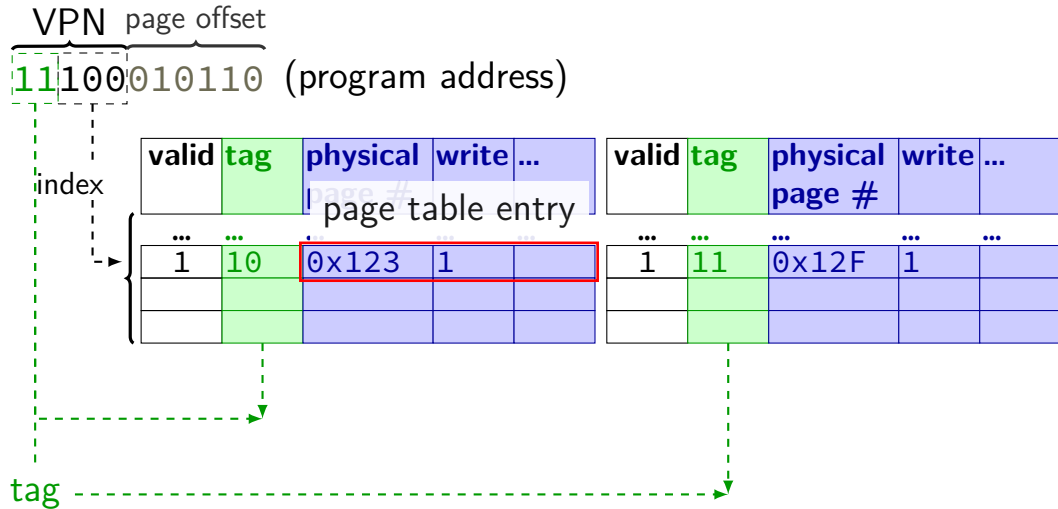 VPN page offset
11100010110 (program address)
index
valid tag physical write ... valid tag physical write ...
page # page #
page table entry
... ... ... ... ... ... ... ... ... ...
1 10 0x123 1 1 11 0x12F 1
tag